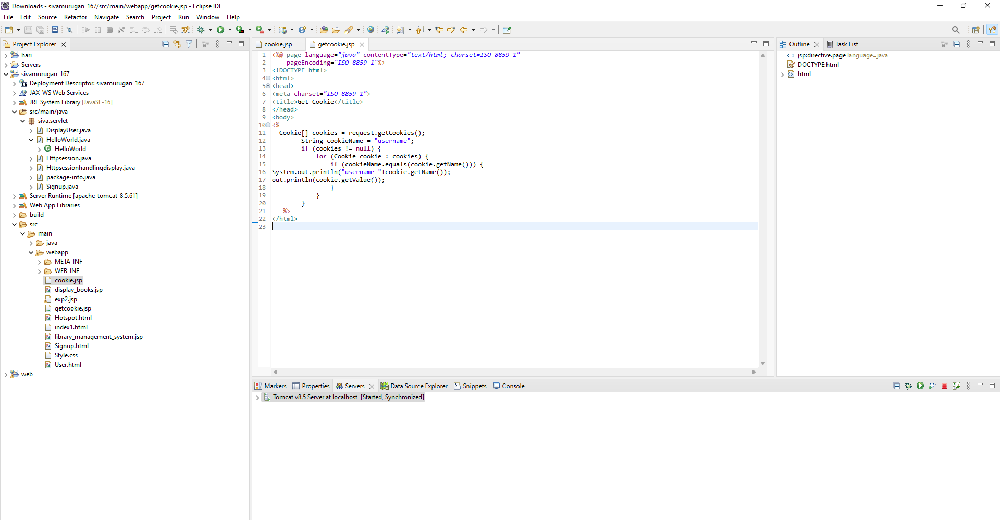 Downloads - sivamurugan_167/src/main/webapp/getcookie.jsp - Eclipse IDE
File Edit Source Refactor Navigate Search Project Run Window Help
Project Explorer
hari
Servers
sivamurugan_167
Deployment Descriptor: sivamurugan_167
JAX-WS Web Services
JRE System Library [JavaSE-16]
src/main/java
siva.servlet
DisplayUser.java
HelloWorld.java
HelloWorld
Httpsession.java
Httpsessionhandlingdisplay.java
package-info.java
Signup.java
Server Runtime [apache-tomcat-8.5.61]
Web App Libraries
build
src
main
java
webapp
META-INF
WEB-INF
cookie.jsp
display_books.jsp
exp2.jsp
getcookie.jsp
Hotspot.html
index1.html
library_management_system.jsp
Signup.html
Style.css
User.html
web
cookie.jsp getcookie.jsp
1 <%@ page language="java" contentType="text/html; charset=ISO-8859-1"
2     pageEncoding="ISO-8859-1"%>
3 <!DOCTYPE html>
4 <html>
5 <head>
6 <meta charset="ISO-8859-1">
7 <title>Get Cookie</title>
8 </head>
9 <body>
10 <%
11   Cookie[] cookies = request.getCookies();
12         String cookieName = "username";
13         if (cookies != null) {
14             for (Cookie cookie : cookies) {
15                 if (cookieName.equals(cookie.getName())) {
16 System.out.println("username "+cookie.getName());
17 out.println(cookie.getValue());
18                 }
19             }
20         }
21    %>
22 </html>
23
Outline Task List
jsp:directive.page language=java
DOCTYPE:html
html
Markers Properties Servers Data Source Explorer Snippets Console
Tomcat v8.5 Server at localhost [Started, Synchronized]